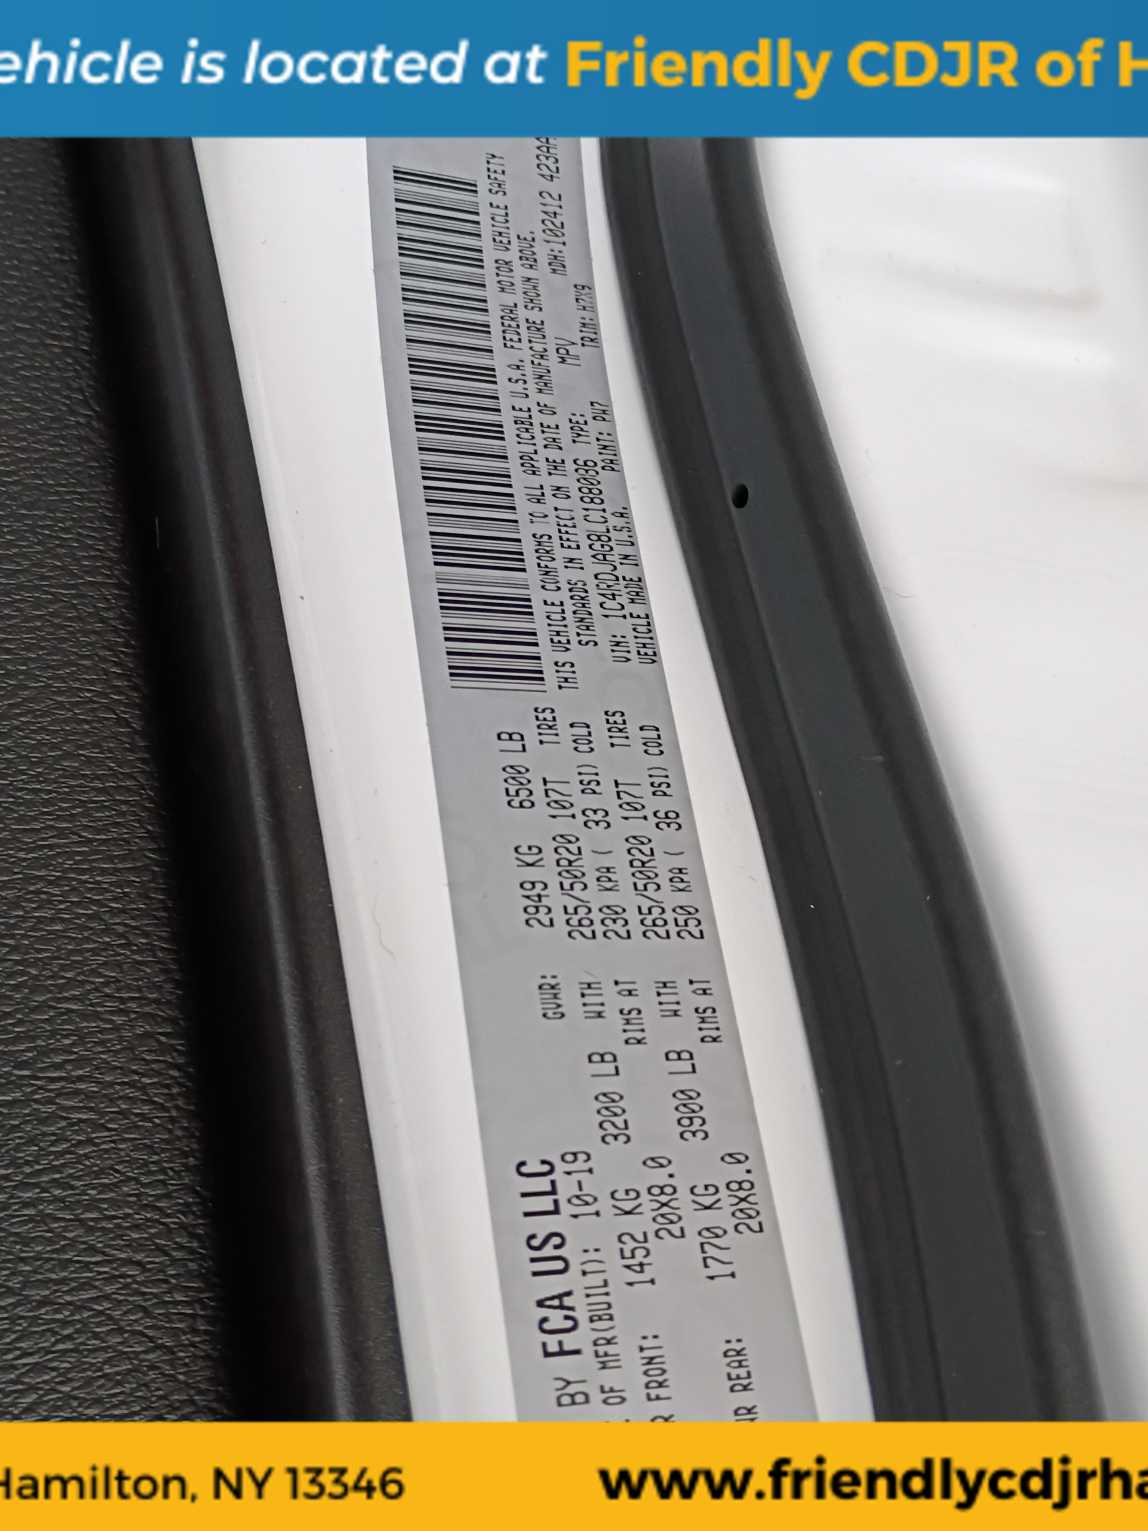 ehicle is located at Friendly CDJR of H
BY FCA US LLC
OF MFR(BUILT): 10-19 GVWR: 2949 KG 6500 LB
FRONT: 1452 KG 3200 LB WITH 265/50R20 107T TIRES
20X8.0 RIMS AT 230 KPA ( 33 PSI) COLD
REAR: 1770 KG 3900 LB WITH 265/50R20 107T TIRES
20X8.0 RIMS AT 250 KPA ( 36 PSI) COLD
THIS VEHICLE CONFORMS TO ALL APPLICABLE U.S.A. FEDERAL MOTOR VEHICLE SAFETY
STANDARDS IN EFFECT ON THE DATE OF MANUFACTURE SHOWN ABOVE.
VIN: 1C4RDJAG8LC188036 TYPE: MPV MDH:102412 423AA
VEHICLE MADE IN U.S.A. PAINT: PW7 TRIM: H7X9
Hamilton, NY 13346 www.friendlycdjrha